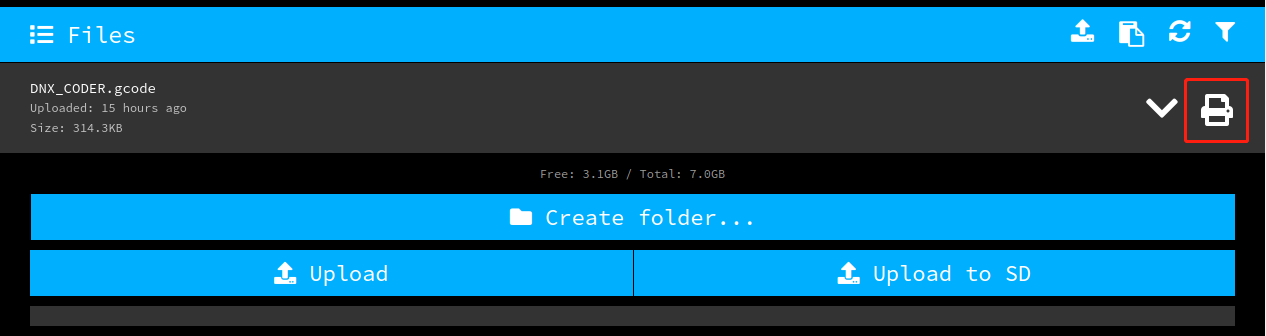 Files
DNX_CODER.gcode
Uploaded: 15 hours ago
Size: 314.3KB
Free: 3.1GB / Total: 7.0GB
Create folder...
Upload
Upload to SD